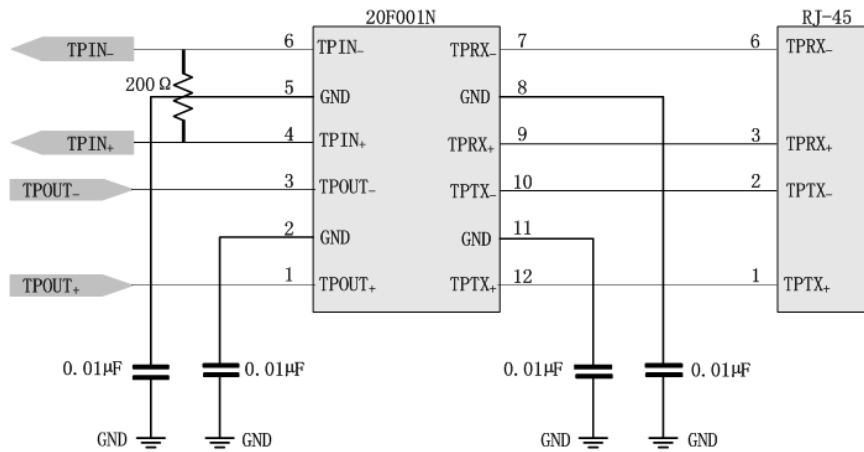 20F001N RJ-45
TPIN- 6 TPIN- TPRX- 7 6 TPRX-
200Ω 5 GND GND 8
TPIN+ 4 TPIN+ TPRX+ 9 3 TPRX+
TPOUT- 3 TPOUT- TPTX- 10 2 TPTX-
2 GND GND 11
TPOUT+ 1 TPOUT+ TPTX+ 12 1 TPTX+
0.01μF 0.01μF 0.01μF 0.01μF
GND GND GND GND